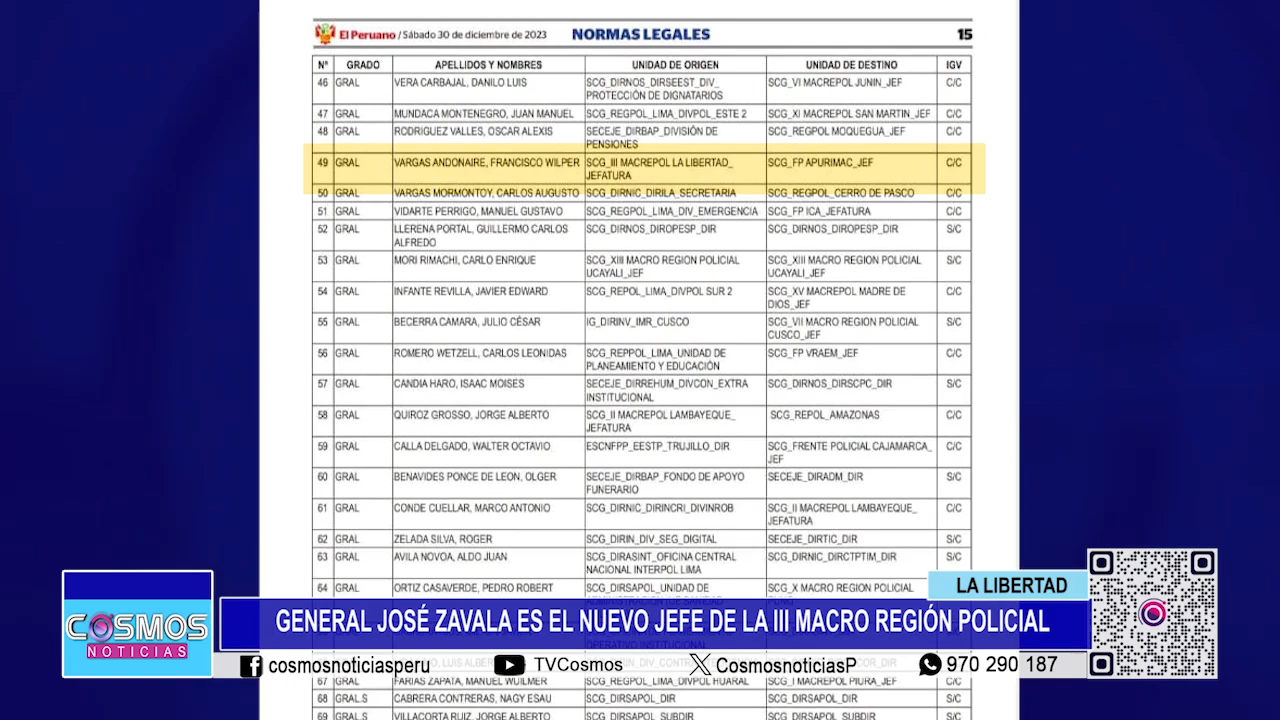 El Peruano / Sábado 30 de diciembre de 2023 NORMAS LEGALES 15
N° GRADO APELLIDOS Y NOMBRES UNIDAD DE ORIGEN UNIDAD DE DESTINO IGV
46 GRAL VERA CARBAJAL, DANILO LUIS SCG_DIRNOS_DIRSEEST_DIV_ SCG_VI MACREPOL JUNIN_JEF C/C
PROTECCIÓN DE DIGNATARIOS
47 GRAL MUNDACA MONTENEGRO, JUAN MANUEL SCG_REGPOL_LIMA_DIVPOL_ESTE 2 SCG_XI MACREPOL SAN MARTIN_JEF C/C
48 GRAL RODRIGUEZ VALLES, OSCAR ALEXIS SECEJE_DIRBAP_DIVISIÓN DE SCG_REGPOL MOQUEGUA_JEF C/C
PENSIONES
49 GRAL VARGAS ANDONAIRE, FRANCISCO WILPER SCG_III MACREPOL LA LIBERTAD_ SCG_FP APURIMAC_JEF C/C
JEFATURA
50 GRAL VARGAS MORMONTOY, CARLOS AUGUSTO SCG_DIRNIC_DIRILA_SECRETARIA SCG_REGPOL_CERRO DE PASCO C/C
51 GRAL VIDARTE PERRIGO, MANUEL GUSTAVO SCG_REGPOL_LIMA_DIV_EMERGENCIA SCG_FP ICA_JEFATURA C/C
52 GRAL LLERENA PORTAL, GUILLERMO CARLOS SCG_DIRNOS_DIROPESP_DIR SCG_DIRNOS_DIROPESP_DIR S/C
ALFREDO
53 GRAL MORI RIMACHI, CARLO ENRIQUE SCG_XIII MACRO REGION POLICIAL SCG_XIII MACRO REGION POLICIAL S/C
UCAYALI_JEF UCAYALI_JEF
54 GRAL INFANTE REVILLA, JAVIER EDWARD SCG_REPOL_LIMA_DIVPOL SUR 2 SCG_XV MACREPOL MADRE DE C/C
DIOS_JEF
55 GRAL BECERRA CAMARA, JULIO CÉSAR IG_DIRINV_IMR_CUSCO SCG_VII MACRO REGION POLICIAL S/C
CUSCO_JEF
56 GRAL ROMERO WETZELL, CARLOS LEONIDAS SCG_REPPOL_LIMA_UNIDAD DE SCG_FP VRAEM_JEF C/C
PLANEAMIENTO Y EDUCACIÓN
57 GRAL CANDIA HARO, ISAAC MOISES SECEJE_DIRREHUM_DIVCON_EXTRA SCG_DIRNOS_DIRSCPC_DIR S/C
INSTITUCIONAL
58 GRAL QUIROZ GROSSO, JORGE ALBERTO SCG_II MACREPOL LAMBAYEQUE_ SCG_REPOL_AMAZONAS C/C
JEFATURA
59 GRAL CALLA DELGADO, WALTER OCTAVIO ESCNFPP_EESTP_TRUJILLO_DIR SCG_FRENTE POLICIAL CAJAMARCA_ C/C
JEF
60 GRAL BENAVIDES PONCE DE LEON, OLGER SECEJE_DIRBAP_FONDO DE APOYO SECEJE_DIRADM_DIR S/C
FUNERARIO
61 GRAL CONDE CUELLAR, MARCO ANTONIO SCG_DIRNIC_DIRINCRI_DIVINROB SCG_II MACREPOL LAMBAYEQUE_ C/C
JEFATURA
62 GRAL ZELADA SILVA, ROGER SCG_DIRIN_DIV_SEG_DIGITAL SECEJE_DIRTIC_DIR S/C
63 GRAL AVILA NOVOA, ALDO JUAN SCG_DIRASINT_OFICINA CENTRAL SCG_DIRNIC_DIRCTPTIM_DIR S/C
NACIONAL INTERPOL LIMA
64 GRAL ORTIZ CASAVERDE, PEDRO ROBERT SCG_DIRSAPOL_UNIDAD DE SCG_X MACRO REGION POLICIAL
LA LIBERTAD
GENERAL JOSÉ ZAVALA ES EL NUEVO JEFE DE LA III MACRO REGIÓN POLICIAL
COSMOS
NOTICIAS
cosmosnoticiasperu TVCosmos CosmosnoticiasP 970 290 187
67 FARIAS ZAPATA, MANUEL WUILMER SCG_REGPOL_LIMA_DIVPOL HUARAL SCG_I MACREPOL PIURA_JEF C/C
68 GRAL.S CABRERA CONTRERAS, NAGY ESAU SCG_DIRSAPOL_DIR SCG_DIRSAPOL_DIR S/C
69 GRAL.S VILLACORTA RUIZ, JORGE ALBERTO SCG_DIRSAPOL_SUBDIR SCG_DIRSAPOL_SUBDIR S/C